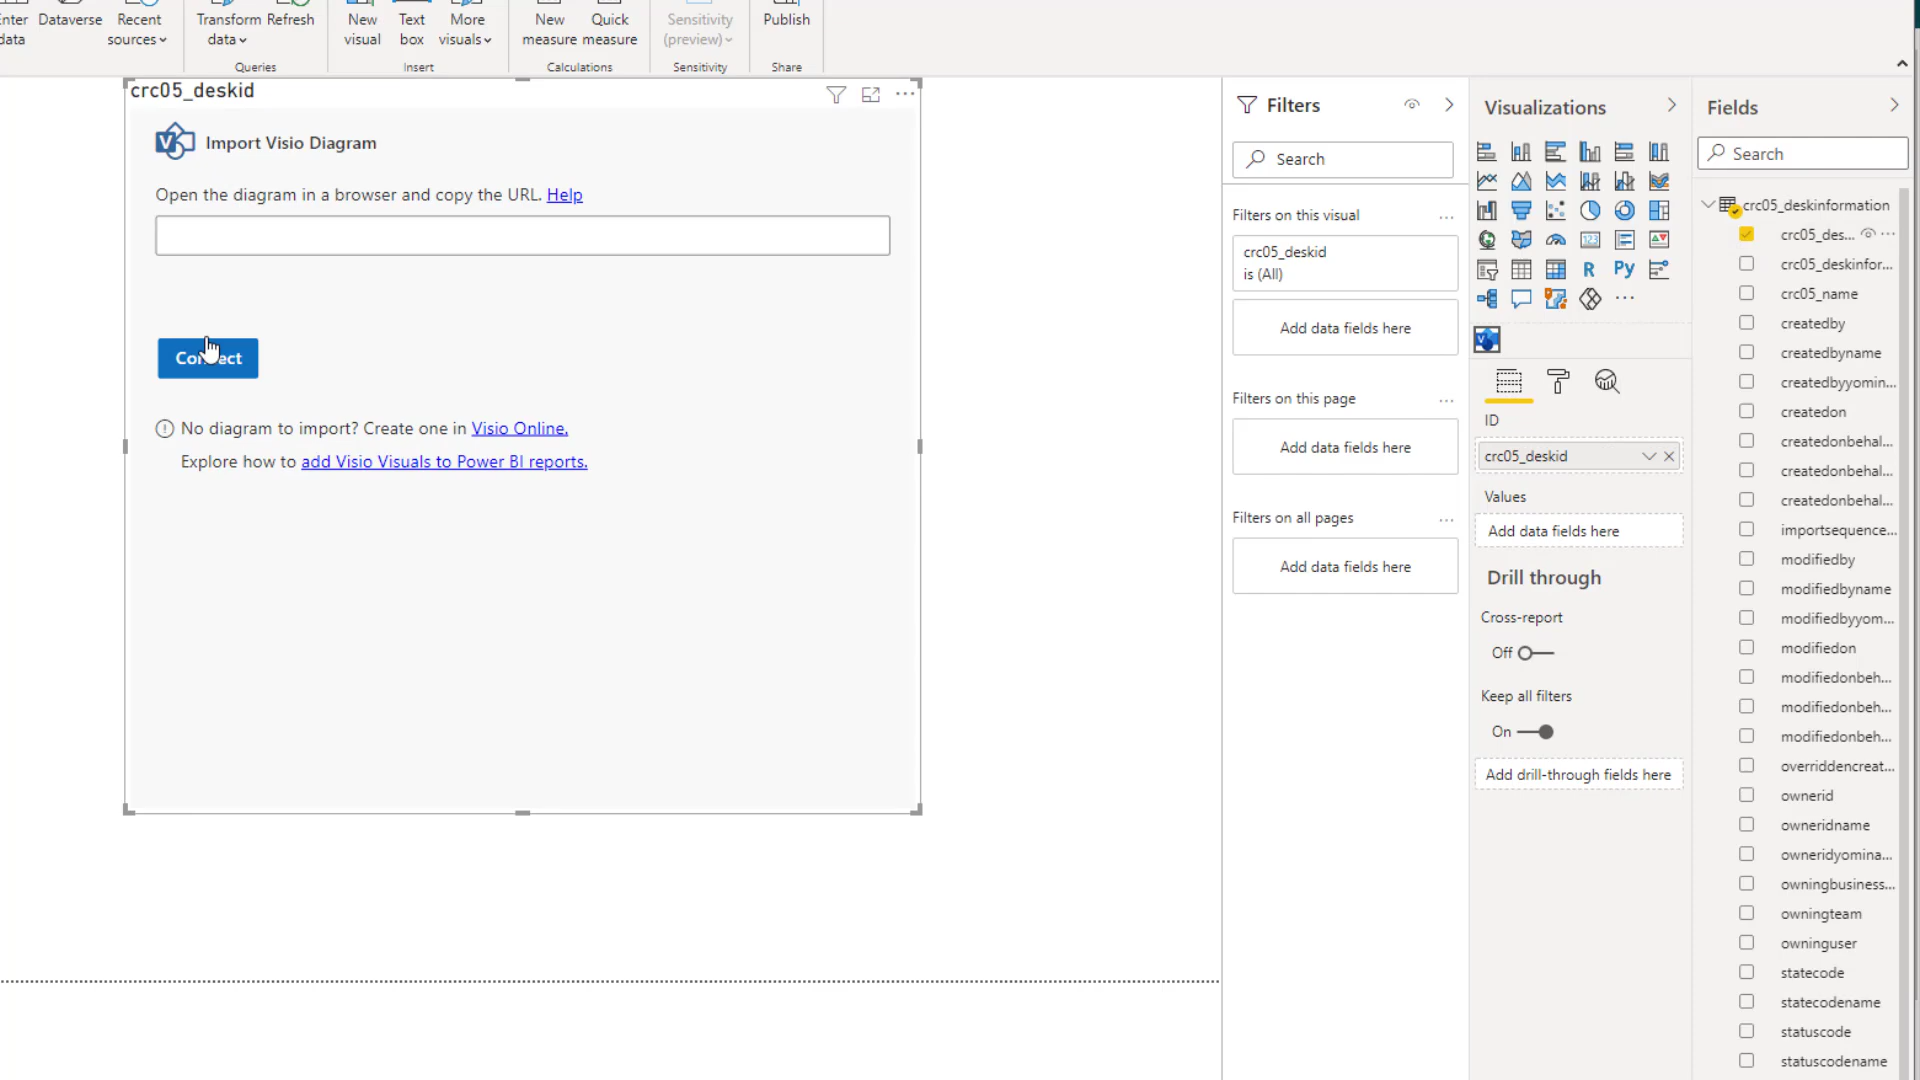 Enter data
Dataverse
Recent sources
Transform data
Refresh
Queries
New visual
Text box
More visuals
Insert
New measure
Quick measure
Calculations
Sensitivity (preview)
Sensitivity
Publish
Share
crc05_deskid
Import Visio Diagram
Open the diagram in a browser and copy the URL. Help
Connect
No diagram to import? Create one in Visio Online.
Explore how to add Visio Visuals to Power BI reports.
Filters
Search
Filters on this visual
crc05_deskid
is (All)
Add data fields here
Filters on this page
Add data fields here
Filters on all pages
Add data fields here
Visualizations
R
Py
ID
crc05_deskid
Values
Add data fields here
Drill through
Cross-report
Off
Keep all filters
On
Add drill-through fields here
Fields
Search
crc05_deskinformation
crc05_des...
crc05_deskinfor...
crc05_name
createdby
createdbyname
createdbyyomin...
createdon
createdonbehal...
createdonbehal...
createdonbehal...
importsequence...
modifiedby
modifiedbyname
modifiedbyyom...
modifiedon
modifiedonbeh...
modifiedonbeh...
modifiedonbeh...
overriddencreat...
ownerid
owneridname
owneridyomina...
owningbusiness...
owningteam
owninguser
statecode
statecodename
statuscode
statuscodename